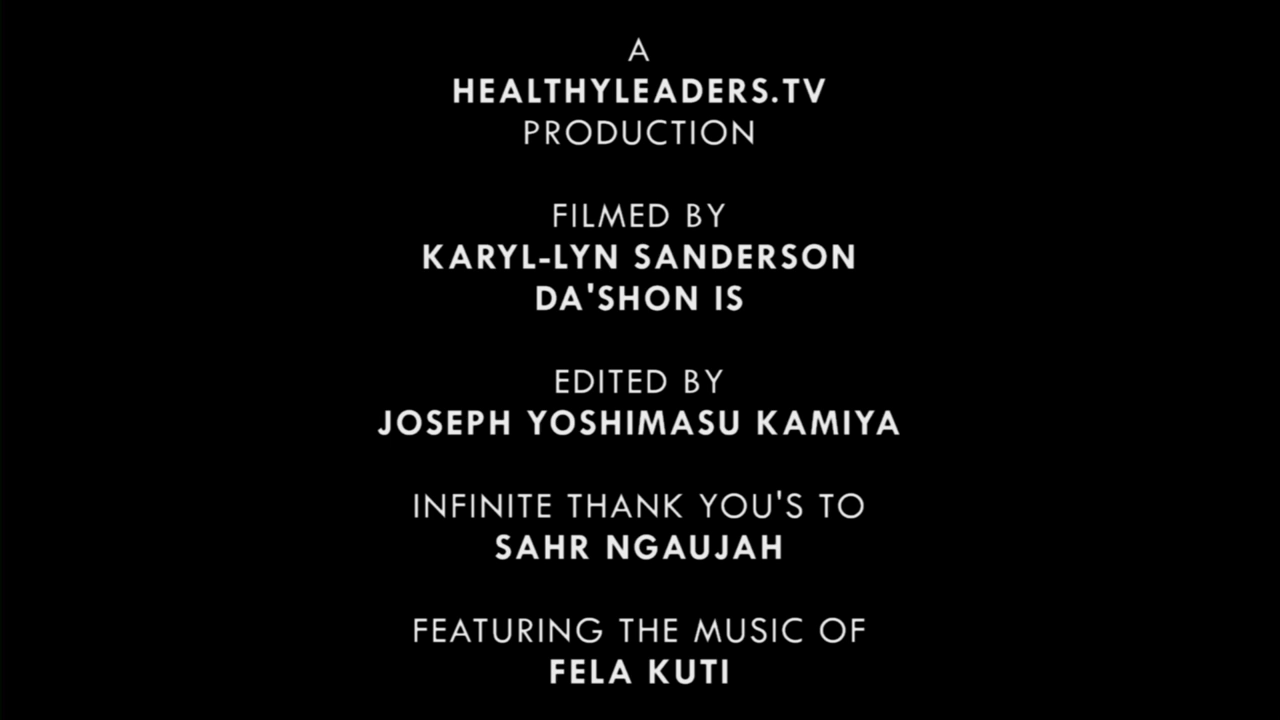 A
HEALTHYLEADERS.TV
PRODUCTION
FILMED BY
KARYL-LYN SANDERSON
DA'SHON IS
EDITED BY
JOSEPH YOSHIMASU KAMIYA
INFINITE THANK YOU'S TO
SAHR NGAUJAH
FEATURING THE MUSIC OF
FELA KUTI